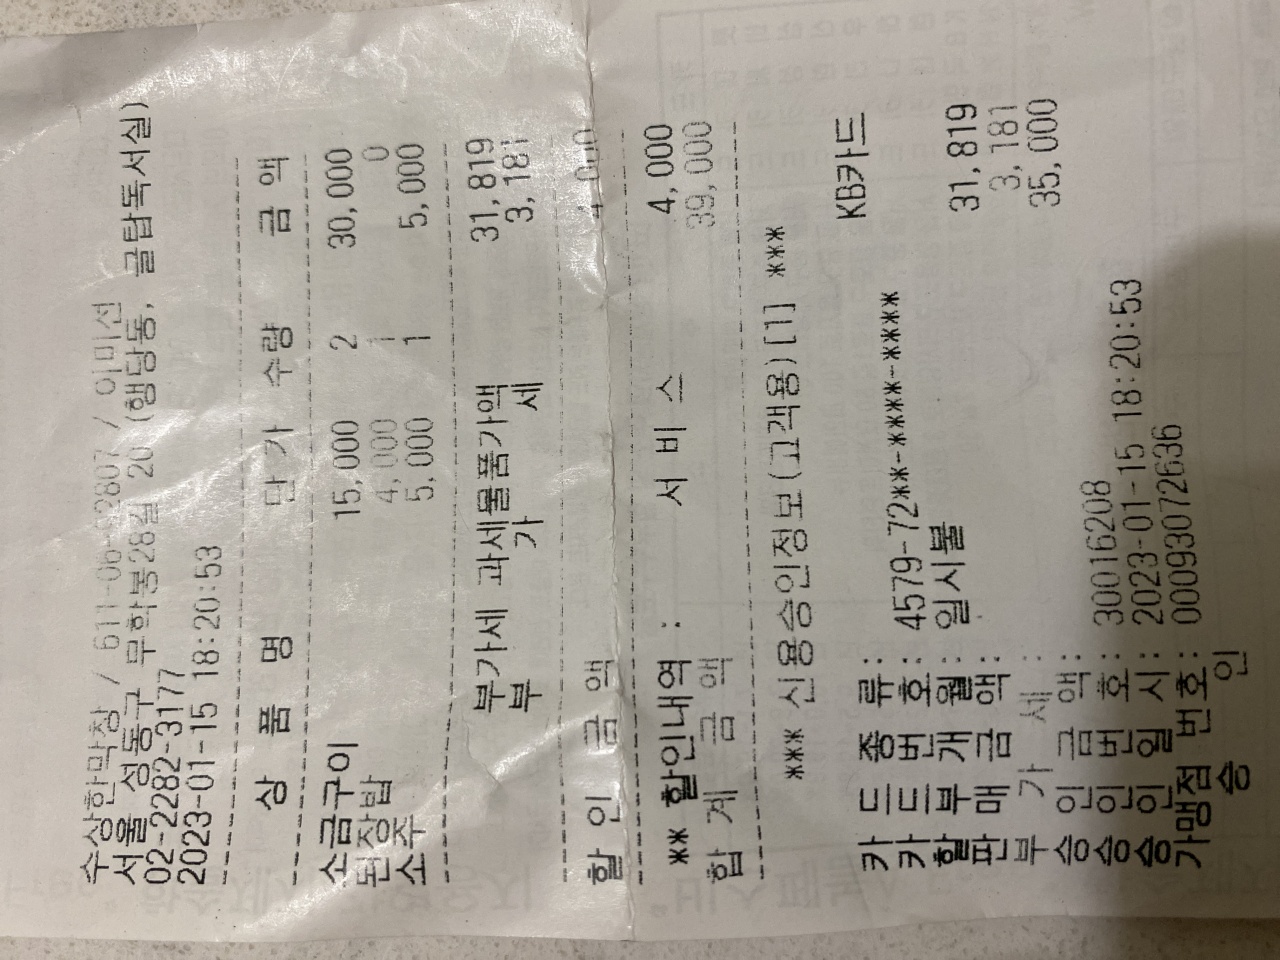 수상한막창 / 611-06-02807 / 이미선
서울 성동구 무학봉28길 20 (행당동, 골탑독서실)
02-2282-3177
2023-01-15 18:20:53
상 품 명 단 가 수량 금 액
소금구이 15,000 2 30,000
된장밥 4,000 1 0
소주 5,000 1 5,000
부가세 과세물품가액 31,819
부 가 세 3,181
할 인 금 액 4,000
** 할인내역 : 서 비 스 4,000
합 계 금 액 39,000
*** 신용승인정보(고객용)[1] ***
카 드 종 류 : KB카드
카 드 번 호 : 4579-72**-****-****
할 부 개 월 : 일시불
판 매 금 액 : 31,819
부 가 세 : 3,181
승 인 금 액 : 35,000
승 인 번 호 : 30016208
승 인 일 시 : 2023-01-15 18:20:53
가 맹 점 번 호 : 00093072636
승 인